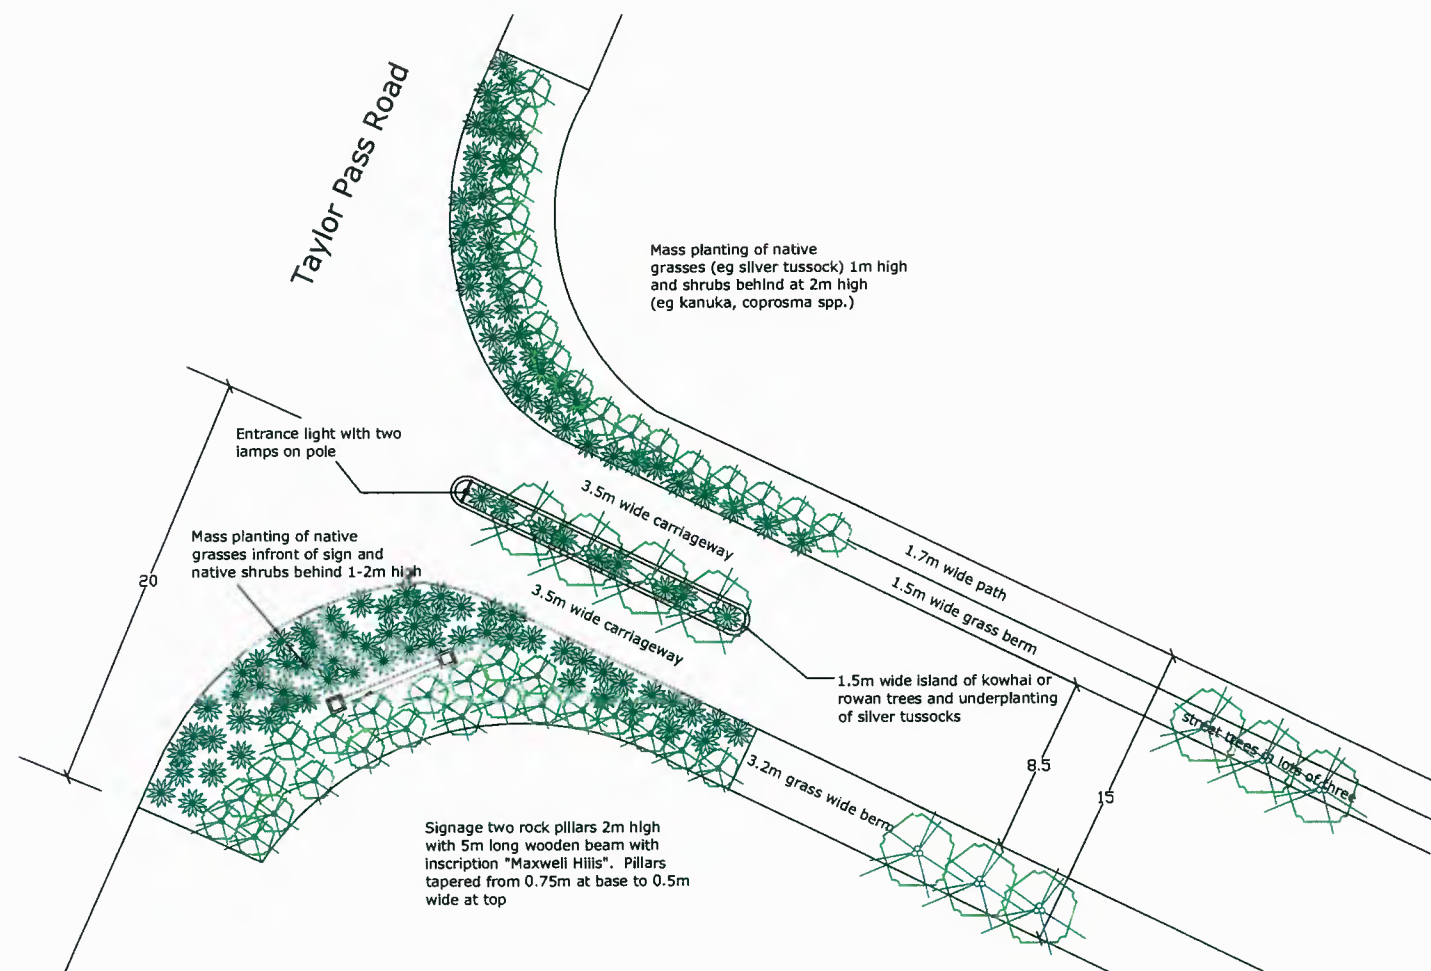 Taylor Pass Road
Mass planting of native
grasses (eg silver tussock) 1m high
and shrubs behind at 2m high
(eg kanuka, coprosma spp.)
Entrance light with two
lamps on pole
3.5m wide carriageway
Mass planting of native
grasses infront of sign and
native shrubs behind 1-2m high
20
3.5m wide carriageway
1.7m wide path
1.5m wide grass berm
1.5m wide island of kowhai or
rowan trees and underplanting
of silver tussocks
street trees in lots of three
8.5
15
3.2m grass wide berm
Signage two rock pillars 2m high
with 5m long wooden beam with
inscription "Maxwell Hills". Pillars
tapered from 0.75m at base to 0.5m
wide at top